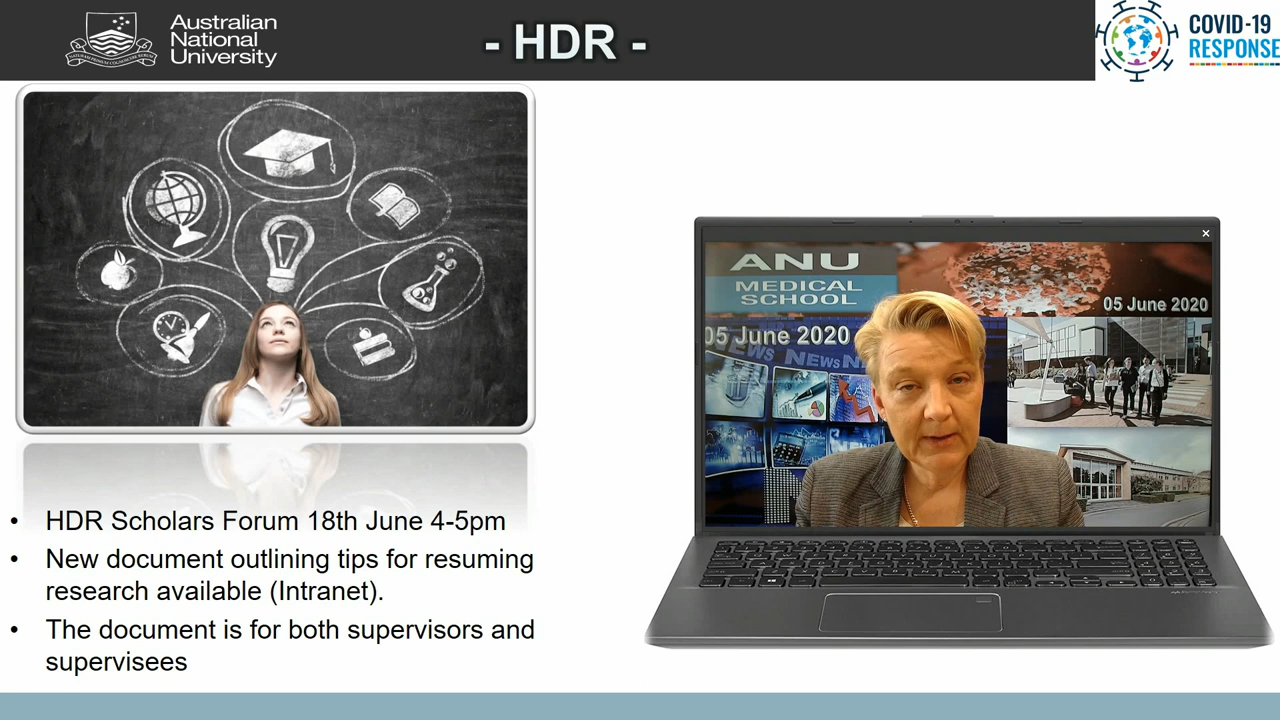 Australian
National
University
- HDR -
COVID-19
RESPONSE
ANU
MEDICAL
SCHOOL
05 June 2020
05 June 2020
NEWS
• HDR Scholars Forum 18th June 4-5pm
• New document outlining tips for resuming
research available (Intranet).
• The document is for both supervisors and
supervisees